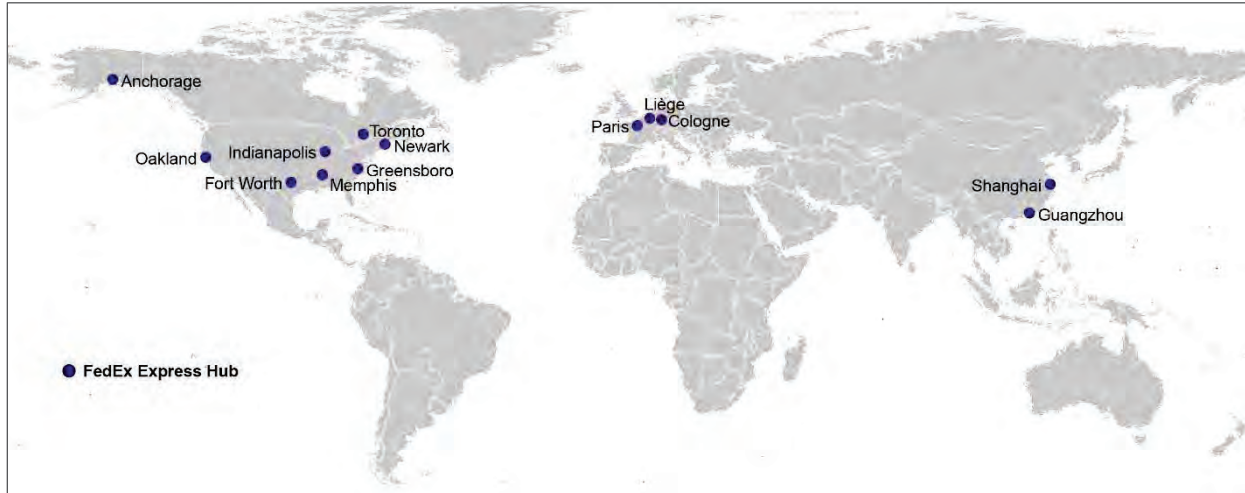 Anchorage
Liège
Paris
Cologne
Toronto
Newark
Oakland
Indianapolis
Greensboro
Fort Worth
Memphis
Shanghai
Guangzhou
FedEx Express Hub